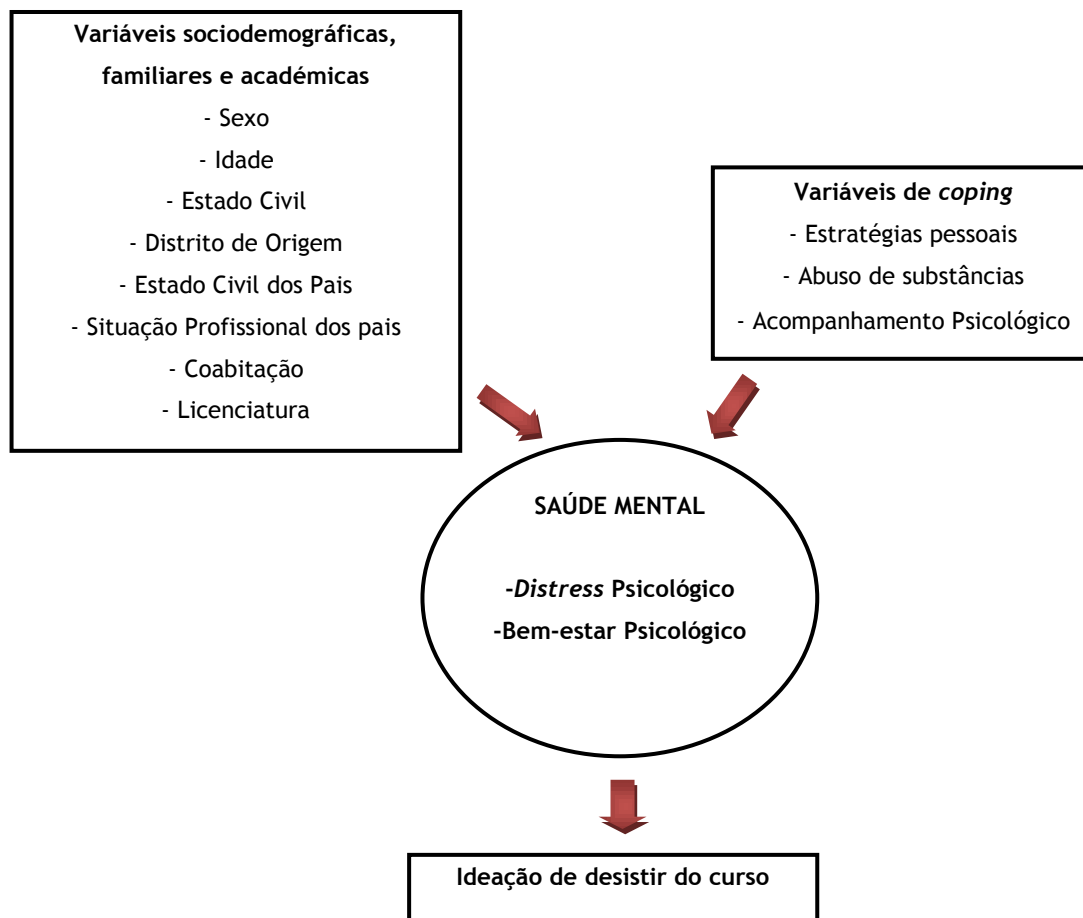 Variáveis sociodemográficas,
familiares e académicas
- Sexo
- Idade
- Estado Civil
- Distrito de Origem
- Estado Civil dos Pais
- Situação Profissional dos pais
- Coabitação
- Licenciatura
Variáveis de coping
- Estratégias pessoais
- Abuso de substâncias
- Acompanhamento Psicológico
SAÚDE MENTAL
-Distress Psicológico
-Bem-estar Psicológico
Ideação de desistir do curso